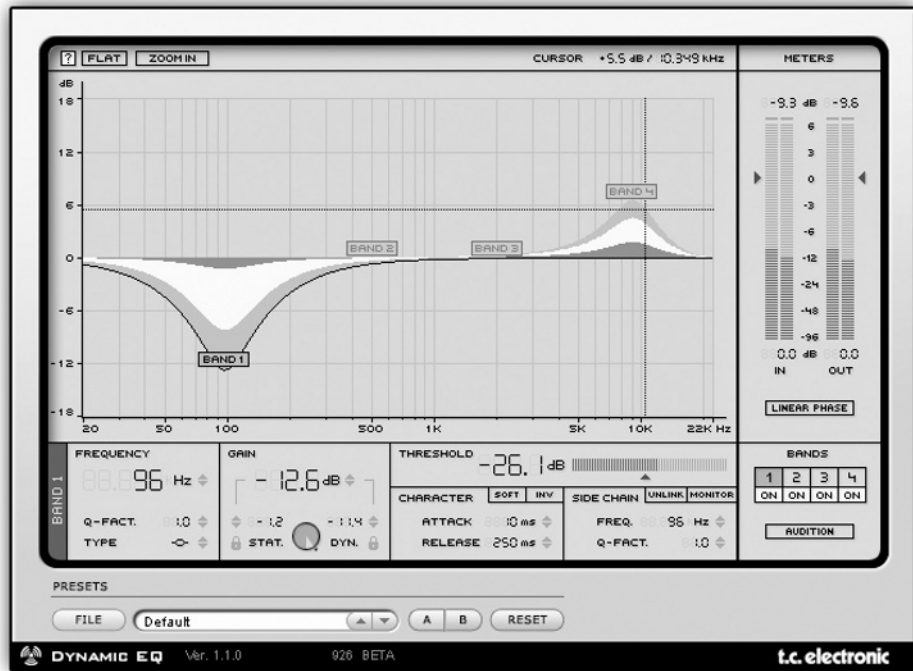 ? FLAT ZOOM IN CURSOR +5.5 dB / 10.349 kHz METERS
dB
18
12
6
0
-6
-12
-18
BAND 4
BAND 2 BAND 3
BAND 1
20 50 100 500 1K 5K 10K 22K Hz
-9.3 dB -9.6
6
3
0
-3
-6
-12
-24
-48
-96
0.0 dB 0.0
IN OUT
LINEAR PHASE
BAND 1
FREQUENCY
96 Hz
Q-FACT. 1.0
TYPE
GAIN
-12.6 dB
-1.2 -11.4
STAT. DYN.
THRESHOLD -26.1 dB
CHARACTER SOFT INV
ATTACK 10 ms
RELEASE 250 ms
SIDE CHAIN UNLINK MONITOR
FREQ. 96 Hz
Q-FACT. 1.0
BANDS
1 2 3 4
ON ON ON ON
AUDITION
PRESETS
FILE Default A B RESET
DYNAMIC EQ Ver. 1.1.0 926 BETA t.c. electronic